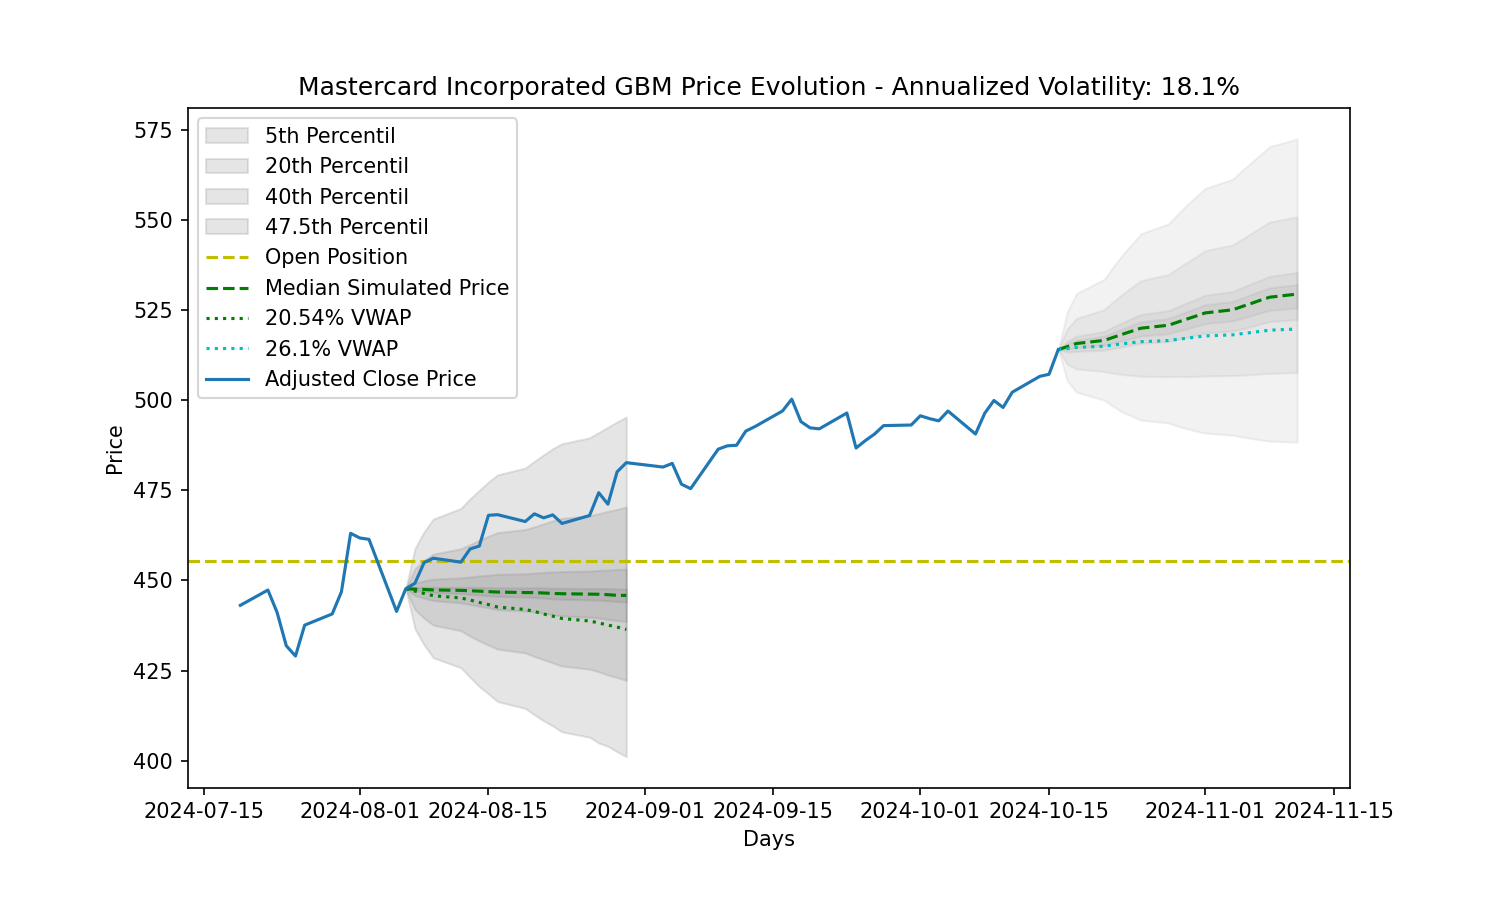 Mastercard Incorporated GBM Price Evolution - Annualized Volatility: 18.1%
5th Percentil
20th Percentil
40th Percentil
47.5th Percentil
Open Position
Median Simulated Price
20.54% VWAP
26.1% VWAP
Adjusted Close Price
Price
575
550
525
500
475
450
425
400
2024-07-15 2024-08-01 2024-08-15 2024-09-01 2024-09-15 2024-10-01 2024-10-15 2024-11-01 2024-11-15
Days